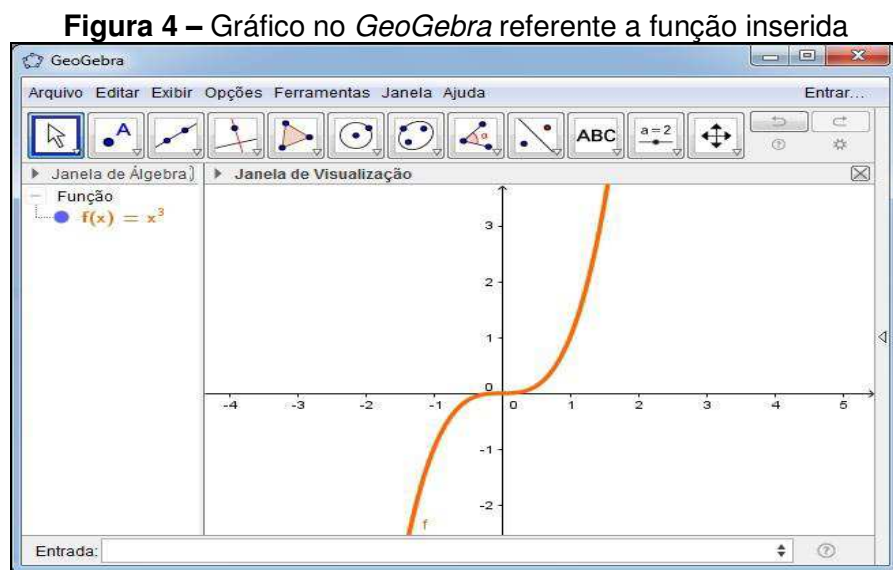 Figura 4 – Gráfico no GeoGebra referente a função inserida
GeoGebra
Arquivo Editar Exibir Opções Ferramentas Janela Ajuda Entrar...
A α ABC a = 2
Janela de Álgebra Janela de Visualização
Função
f(x) = x³
3
2
1
0
-4 -3 -2 -1 0 1 2 3 4 5
-1
-2
f
Entrada: